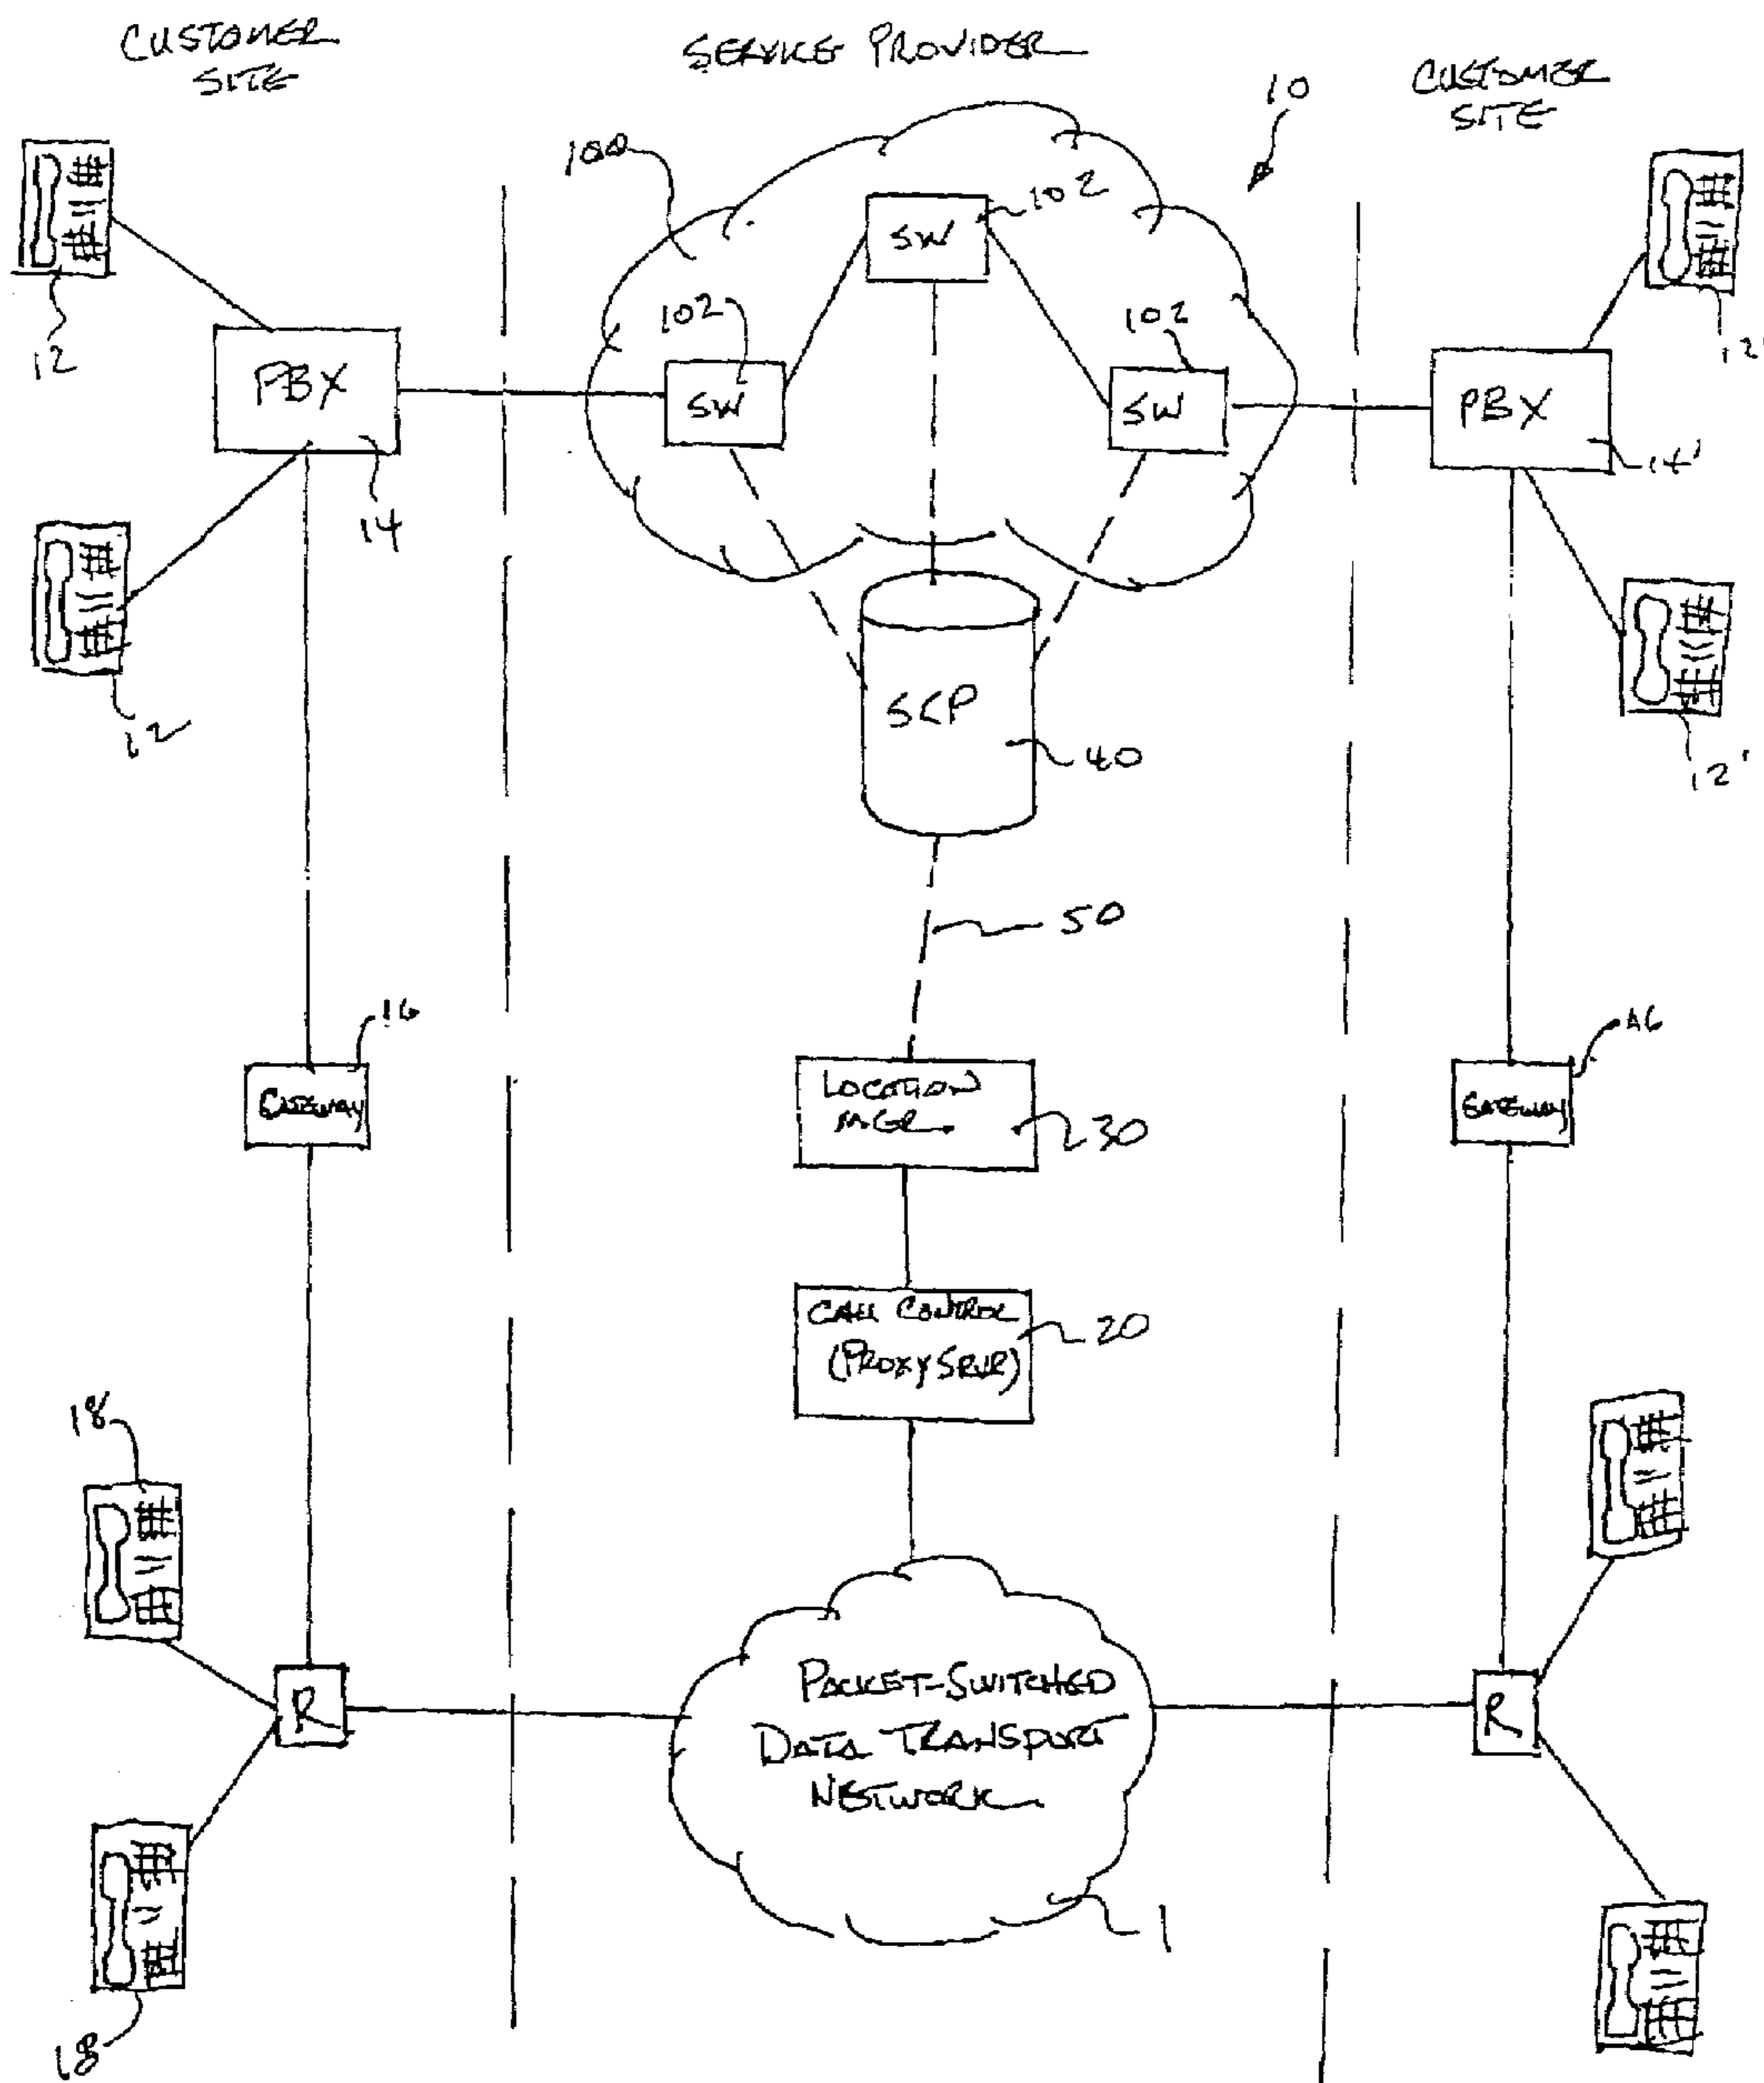 CUSTOMER
SITE
SERVICE PROVIDER
CUSTOMER
SITE
10
100
102
SW
102
SW
102
SW
12
PBX
14
12
PBX
14'
12'
12'
SCP
40
50
16
GATEWAY
LOCATION
MGR.
30
GATEWAY
CALL CONTROL
(PROXY SRVR)
20
18
R
18
PACKET-SWITCHED
DATA TRANSPORT
NETWORK
1
R